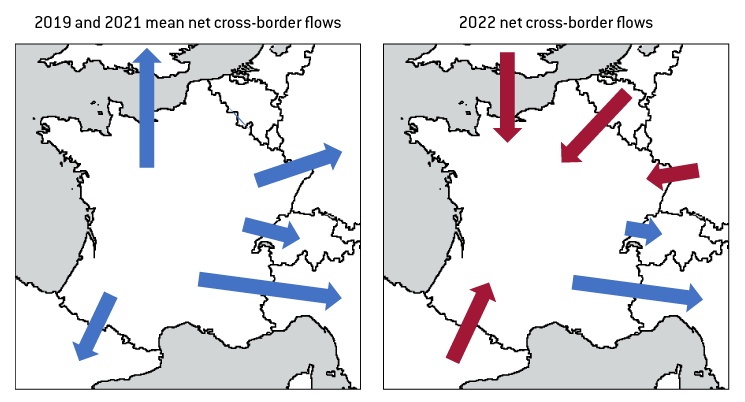 2019 and 2021 mean net cross-border flows
2022 net cross-border flows